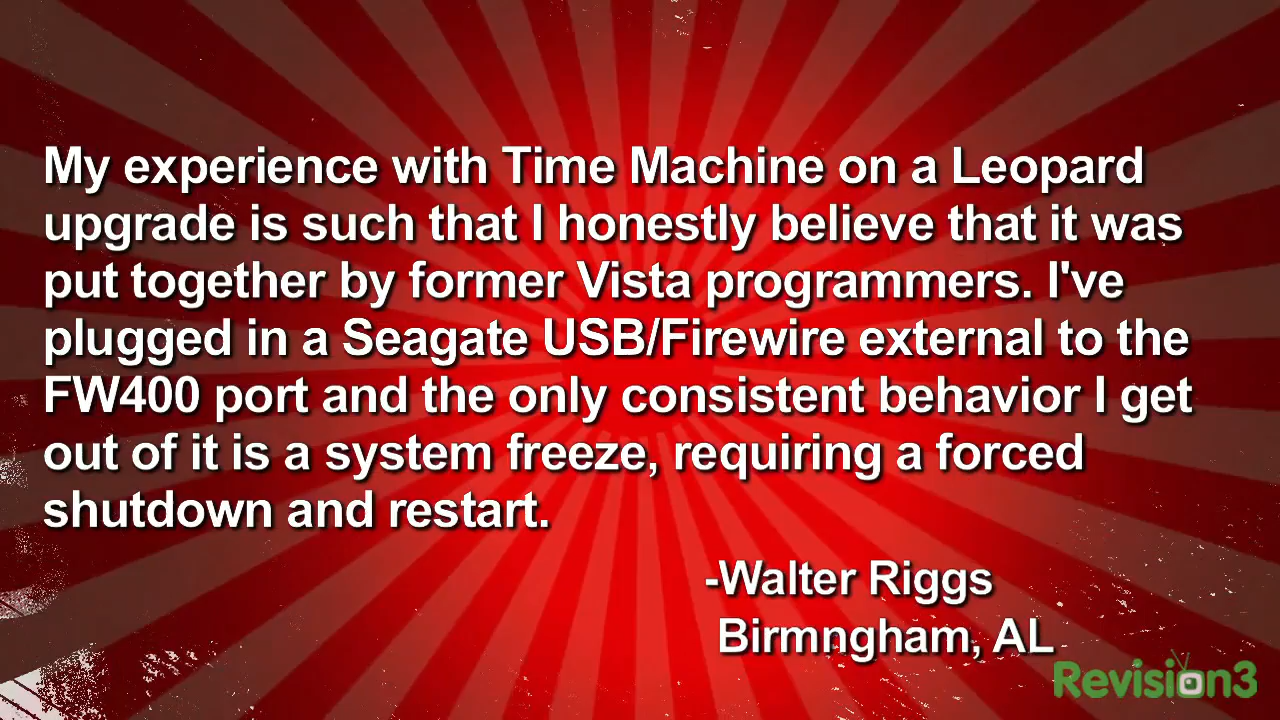 My experience with Time Machine on a Leopard
upgrade is such that I honestly believe that it was
put together by former Vista programmers. I've
plugged in a Seagate USB/Firewire external to the
FW400 port and the only consistent behavior I get
out of it is a system freeze, requiring a forced
shutdown and restart.
-Walter Riggs
Birmngham, AL
Revision3